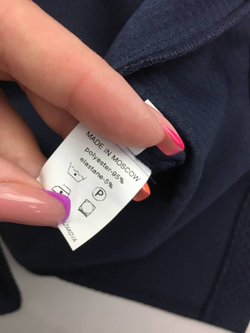 MADE IN MOSCOW
polyester-95%
elastane-5%
P